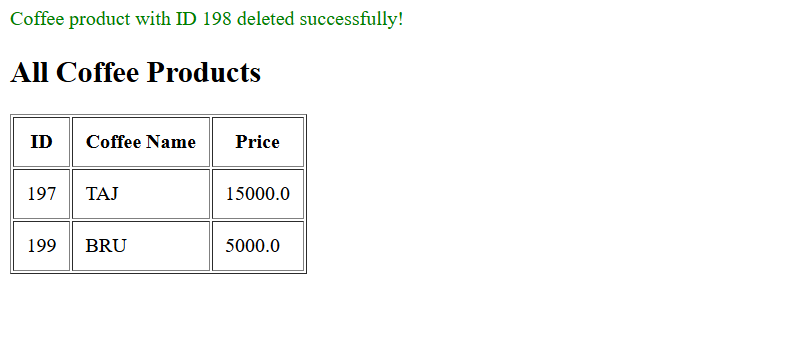 Coffee product with ID 198 deleted successfully!
All Coffee Products
ID Coffee Name Price
197 TAJ 15000.0
199 BRU 5000.0